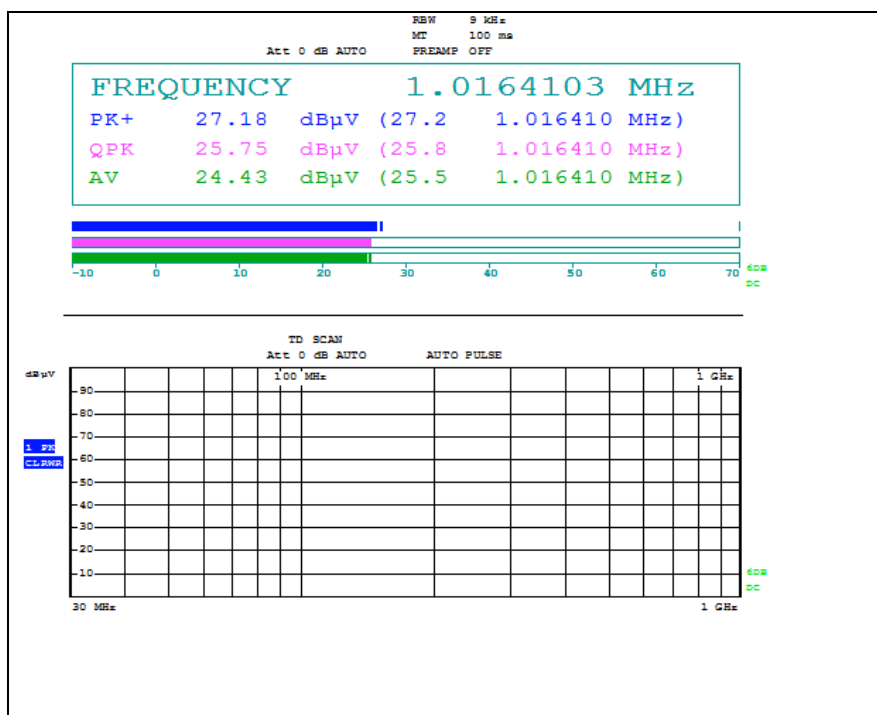 RBW 9 kHz
MT 100 ms
Att 0 dB AUTO PREAMP OFF
FREQUENCY 1.0164103 MHz
PK+ 27.18 dBµV (27.2 1.016410 MHz)
QPK 25.75 dBµV (25.8 1.016410 MHz)
AV 24.43 dBµV (25.5 1.016410 MHz)
-10 0 10 20 30 40 50 60 70
6DB
DC
TD SCAN
Att 0 dB AUTO AUTO PULSE
dBµV
100 MHz 1 GHz
90
80
70
1 PK
CLRWR
60
50
40
30
20
10
6DB
DC
30 MHz 1 GHz